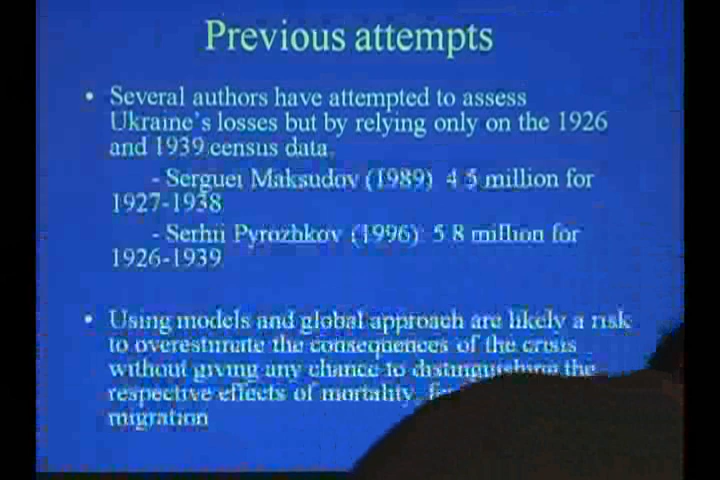 Previous attempts
• Several authors have attempted to assess
Ukraine's losses but by relying only on the 1926
and 1939 census data.
- Serguei Maksudov (1989) 4.5 million for
1927-1938
- Serhii Pyrozhkov (1996) 5.8 million for
1926-1939
• Using models and global approach are likely a risk
to overestimate the consequences of the crisis
without giving any chance to distinguishing the
respective effects of mortality,
migration